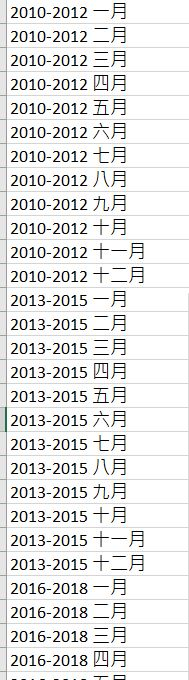 2010-2012 一月
2010-2012 二月
2010-2012 三月
2010-2012 四月
2010-2012 五月
2010-2012 六月
2010-2012 七月
2010-2012 八月
2010-2012 九月
2010-2012 十月
2010-2012 十一月
2010-2012 十二月
2013-2015 一月
2013-2015 二月
2013-2015 三月
2013-2015 四月
2013-2015 五月
2013-2015 六月
2013-2015 七月
2013-2015 八月
2013-2015 九月
2013-2015 十月
2013-2015 十一月
2013-2015 十二月
2016-2018 一月
2016-2018 二月
2016-2018 三月
2016-2018 四月